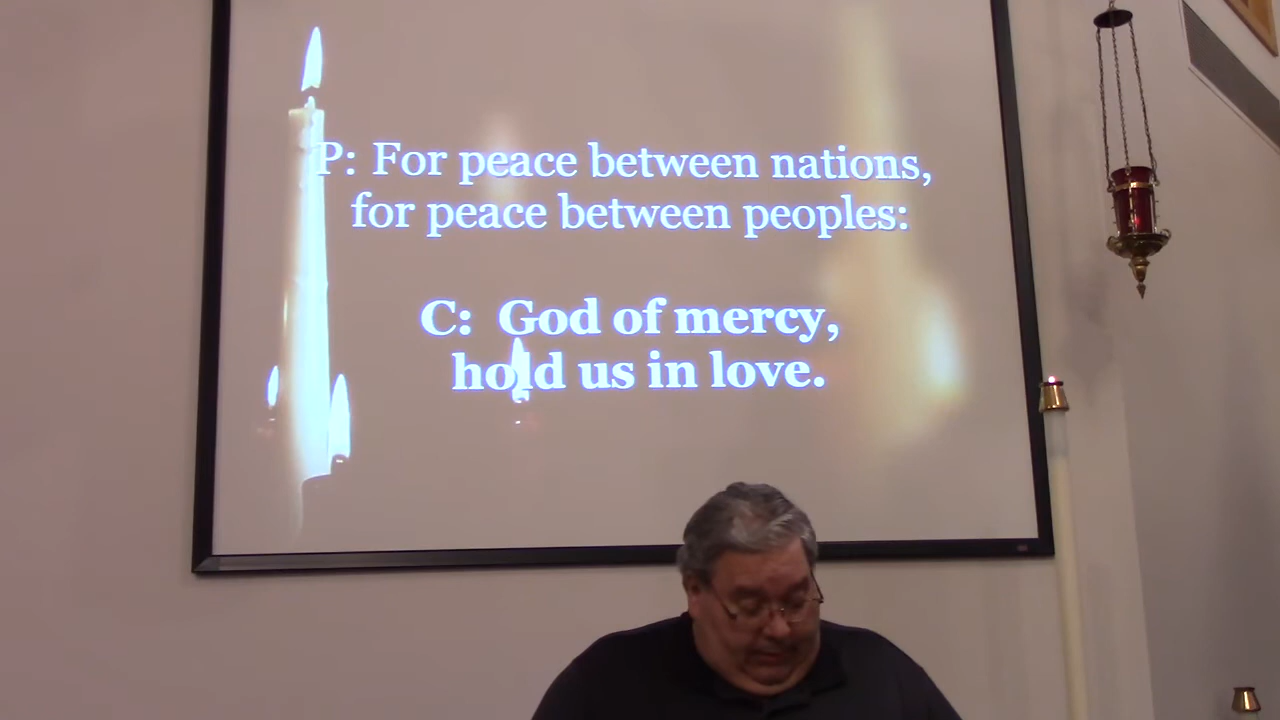 P: For peace between nations,
for peace between peoples:
C: God of mercy,
hold us in love.